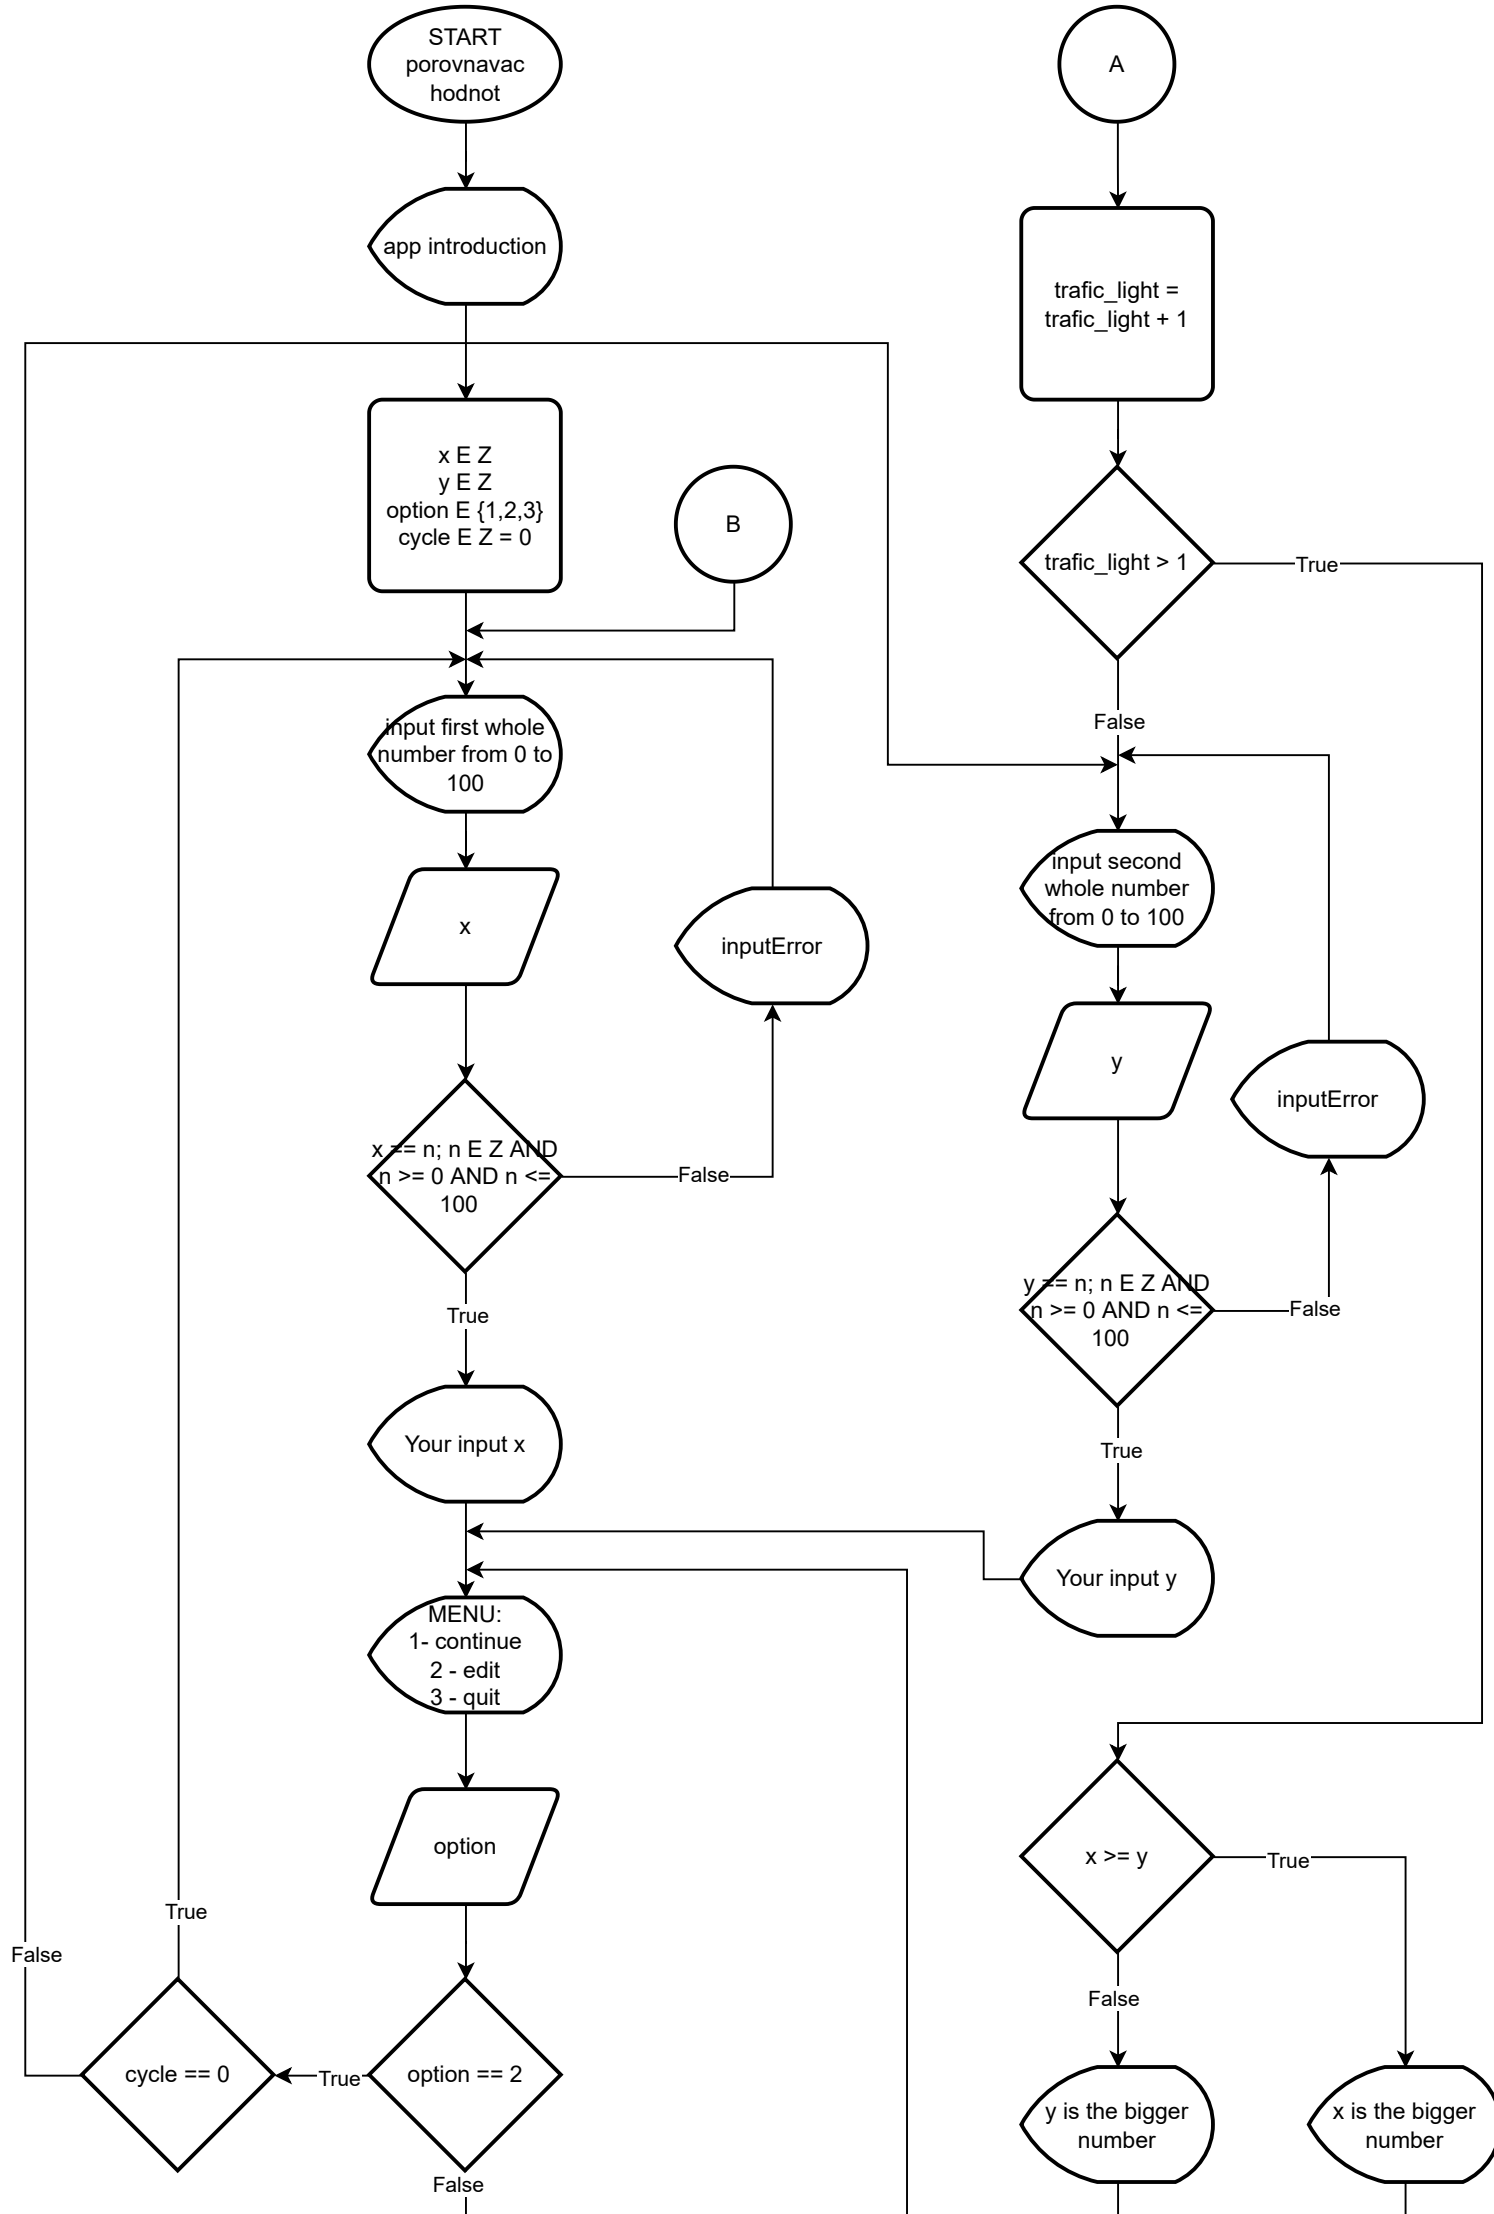 START
porovnavac
hodnot
app introduction
x E Z
y E Z
option E {1,2,3}
cycle E Z = 0
B
input first whole
number from 0 to
100
x
inputError
x == n; n E Z AND
n >= 0 AND n <=
100
False
True
Your input x
MENU:
1- continue
2 - edit
3 - quit
option
option == 2
True
cycle == 0
True
False
False
A
trafic_light =
trafic_light + 1
trafic_light > 1
True
False
input second
whole number
from 0 to 100
y
inputError
y == n; n E Z AND
n >= 0 AND n <=
100
False
True
Your input y
x >= y
True
False
y is the bigger
number
x is the bigger
number